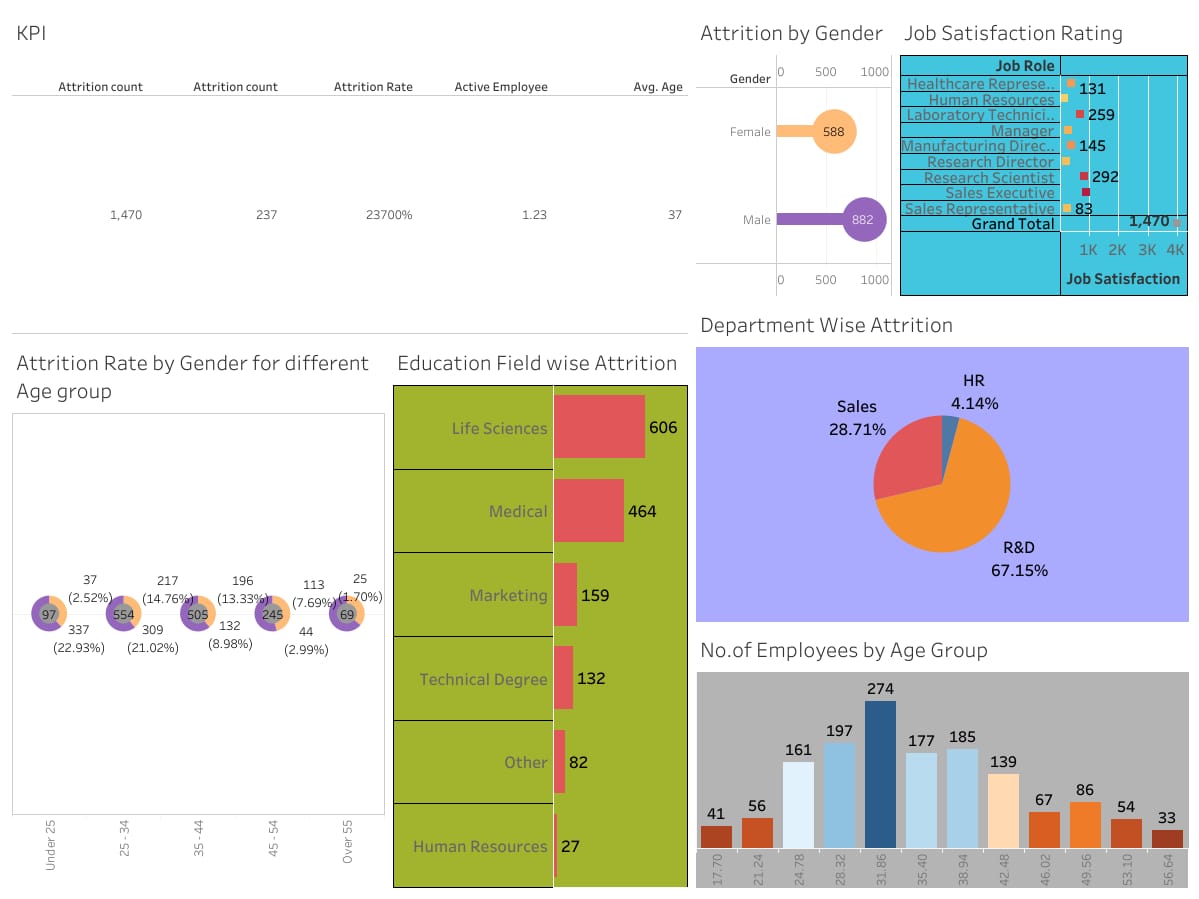 KPI
Attrition count Attrition count Attrition Rate Active Employee Avg. Age
1,470 237 23700% 1.23 37
Attrition by Gender
Gender 0 500 1000
Female 588
Male 882
0 500 1000
Job Satisfaction Rating
Job Role
Healthcare Represe.. 131
Human Resources
Laboratory Technici.. 259
Manager
Manufacturing Direc.. 145
Research Director
Research Scientist 292
Sales Executive
Sales Representative 83
Grand Total 1,470
1K 2K 3K 4K
Job Satisfaction
Attrition Rate by Gender for different
Age group
37 217 196 113 25
(2.52%) (14.76%) (13.33%) (7.69%) (1.70%)
97 554 505 245 69
337 309 132 44
(22.93%) (21.02%) (8.98%) (2.99%)
Under 25 25 - 34 35 - 44 45 - 54 Over 55
Education Field wise Attrition
Life Sciences 606
Medical 464
Marketing 159
Technical Degree 132
Other 82
Human Resources 27
Department Wise Attrition
HR
4.14%
Sales
28.71%
R&D
67.15%
No.of Employees by Age Group
41 56 161 197 274 177 185 139 67 86 54 33
17.70 21.24 24.78 28.32 31.86 35.40 38.94 42.48 46.02 49.56 53.10 56.64